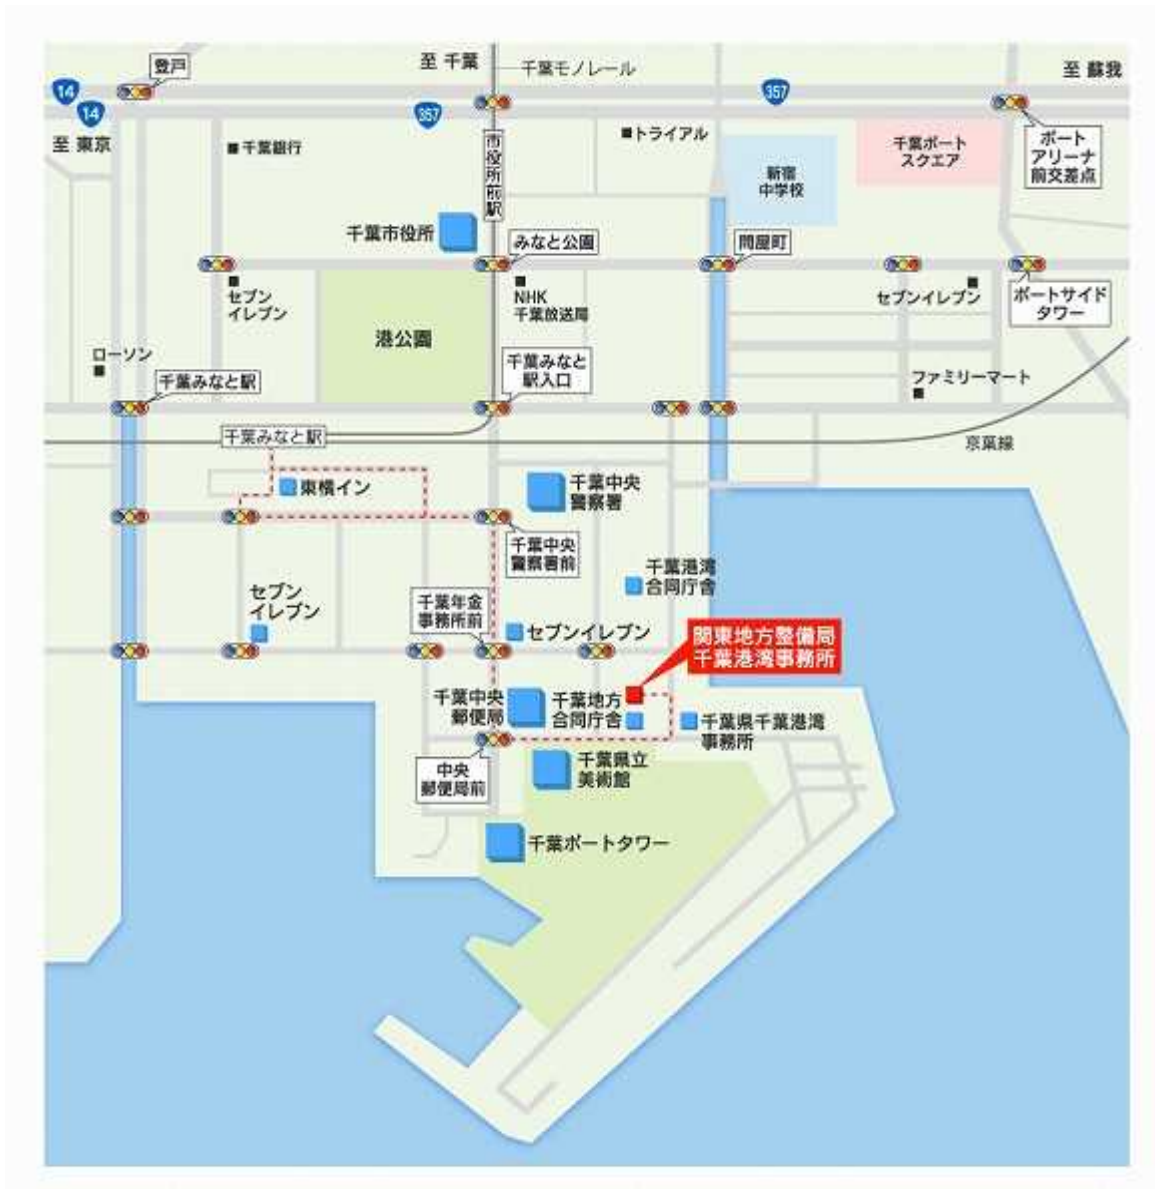 登戸
至 千葉
千葉モノレール
至 蘇我
14
14
357
357
至 東京
千葉銀行
市役所前駅
トライアル
新宿
中学校
千葉ポート
スクエア
ポート
アリーナ
前交差点
千葉市役所
みなと公園
問屋町
セブン
イレブン
NHK
千葉放送局
セブンイレブン
ポートサイド
タワー
港公園
ローソン
千葉みなと駅
千葉みなと
駅入口
ファミリーマート
千葉みなと駅
京葉線
東横イン
千葉中央
警察署
千葉中央
警察署前
千葉港湾
合同庁舎
セブン
イレブン
千葉年金
事務所前
セブンイレブン
関東地方整備局
千葉港湾事務所
千葉中央
郵便局
千葉地方
合同庁舎
千葉県千葉港湾
事務所
中央
郵便局前
千葉県立
美術館
千葉ポートタワー